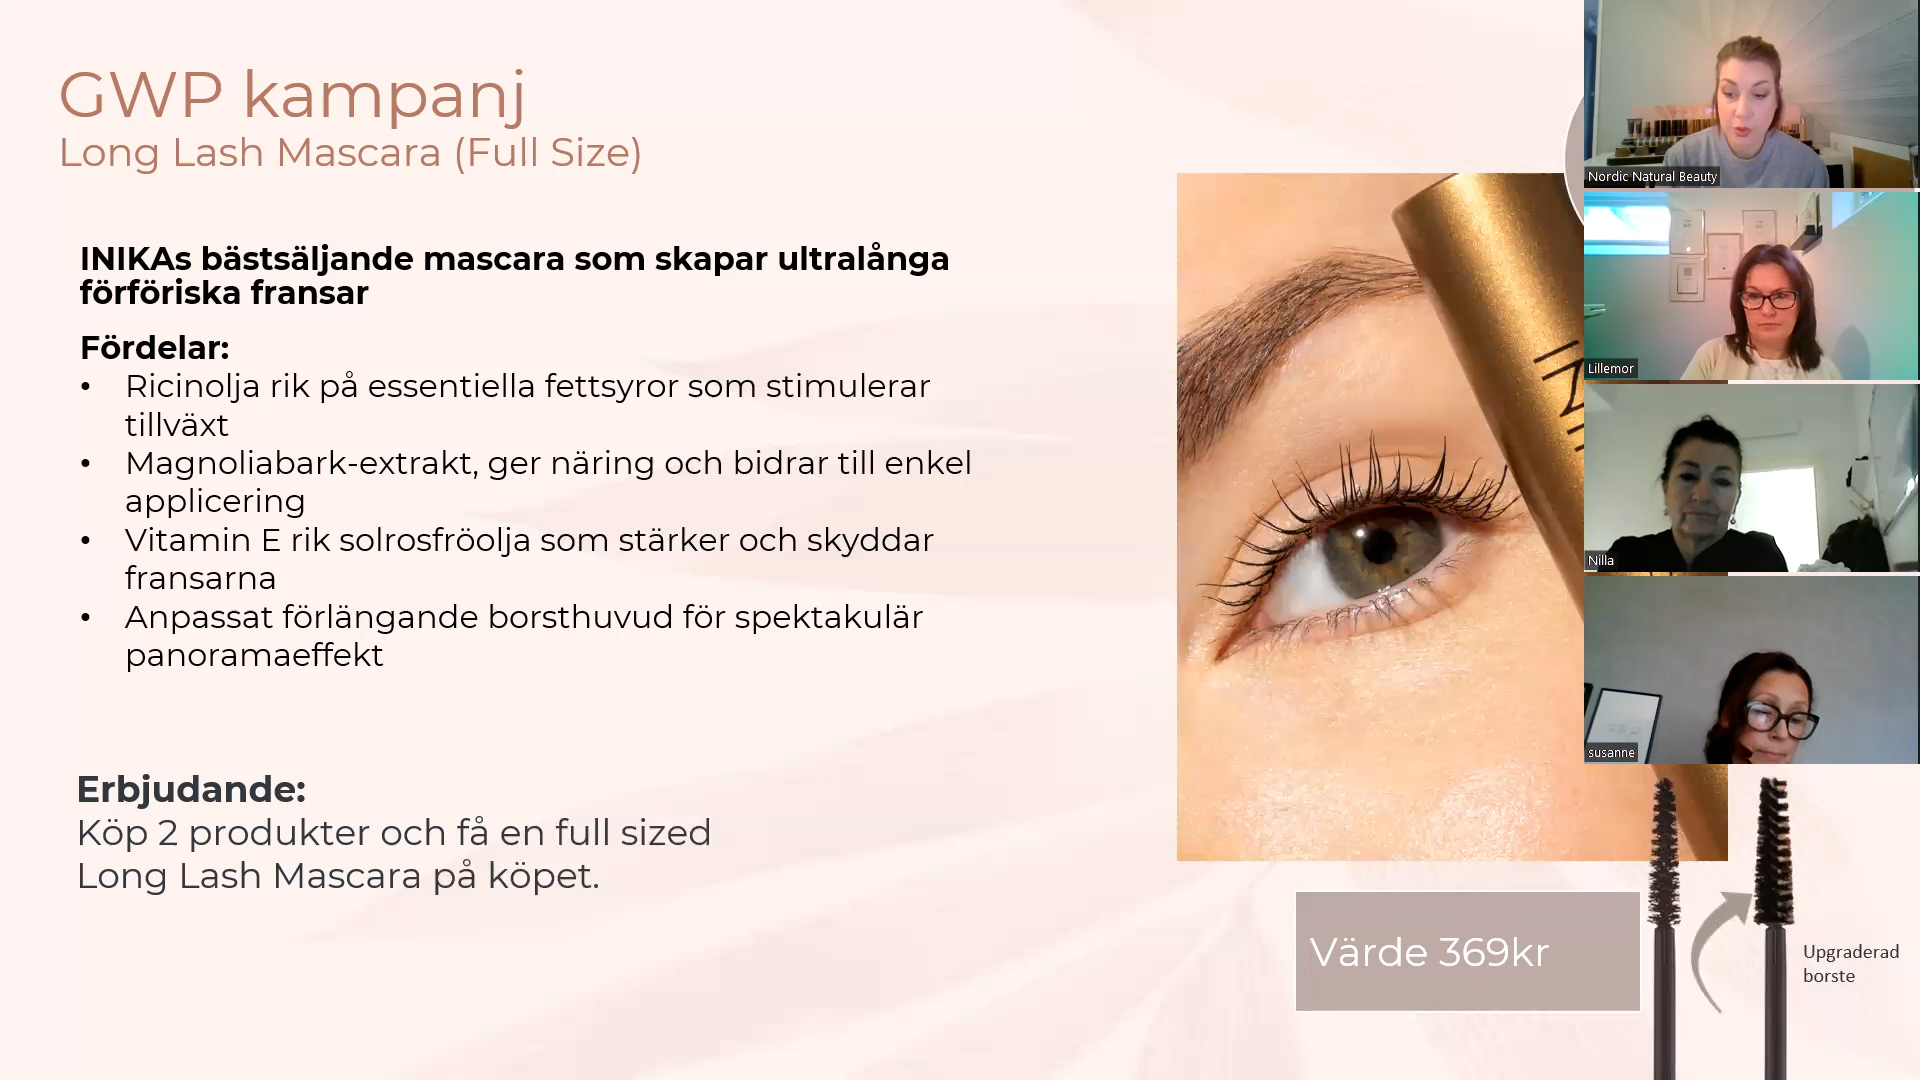 GWP kampanj
Long Lash Mascara (Full Size)
INIKAs bästsäljande mascara som skapar ultralånga
förföriska fransar
Fördelar:
• Ricinolja rik på essentiella fettsyror som stimulerar
tillväxt
• Magnoliabark-extrakt, ger näring och bidrar till enkel
applicering
• Vitamin E rik solrosfröolja som stärker och skyddar
fransarna
• Anpassat förlängande borsthuvud för spektakulär
panoramaeffekt
Erbjudande:
Köp 2 produkter och få en full sized
Long Lash Mascara på köpet.
Värde 369kr
Upgraderad
borste
Nordic Natural Beauty
Lillemor
Nilla
susanne